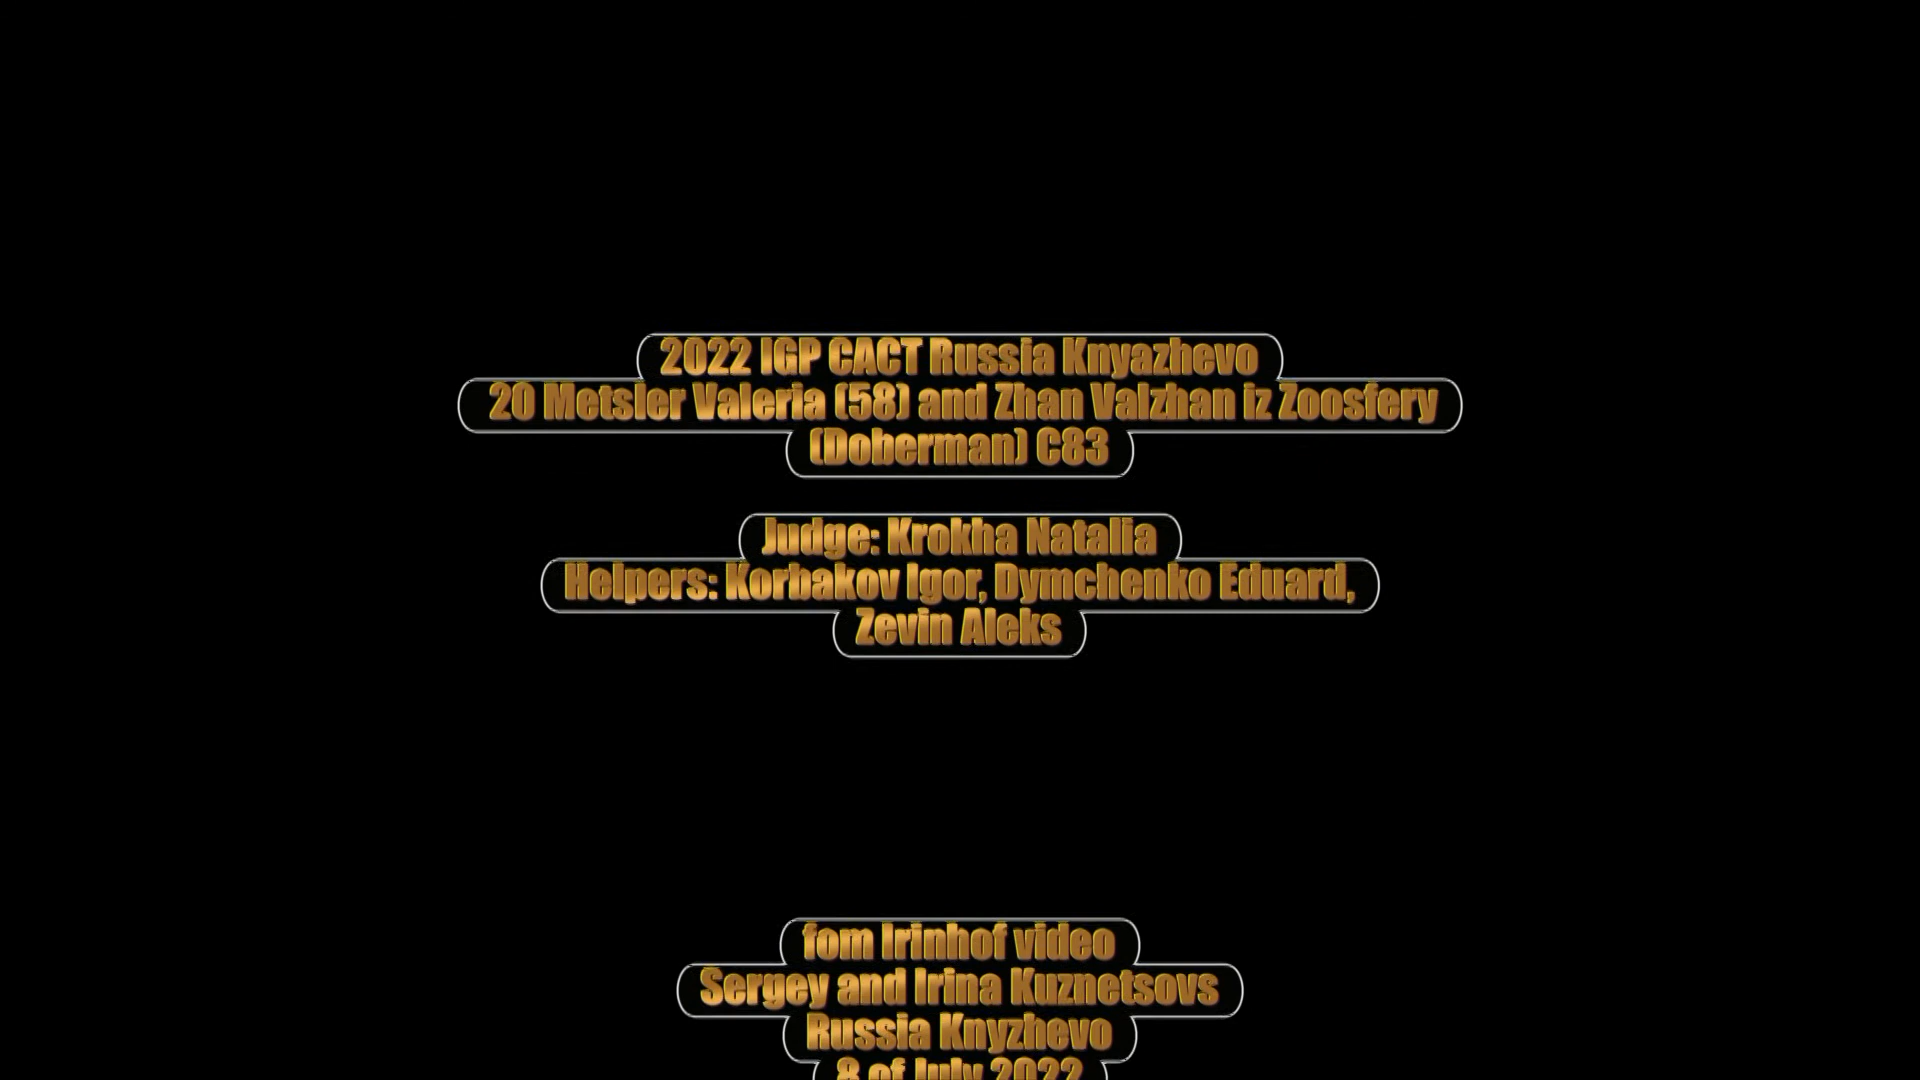 2022 IGP CACT Russia Knyazhevo
20 Metsler Valeria (58) and Zhan Valzhan iz Zoosfery
(Doberman) C83
Judge: Krokha Natalia
Helpers: Korbakov Igor, Dymchenko Eduard,
Zevin Aleks
fom Irinhof video
Sergey and Irina Kuznetsovs
Russia Knyzhevo
8 of July 2022